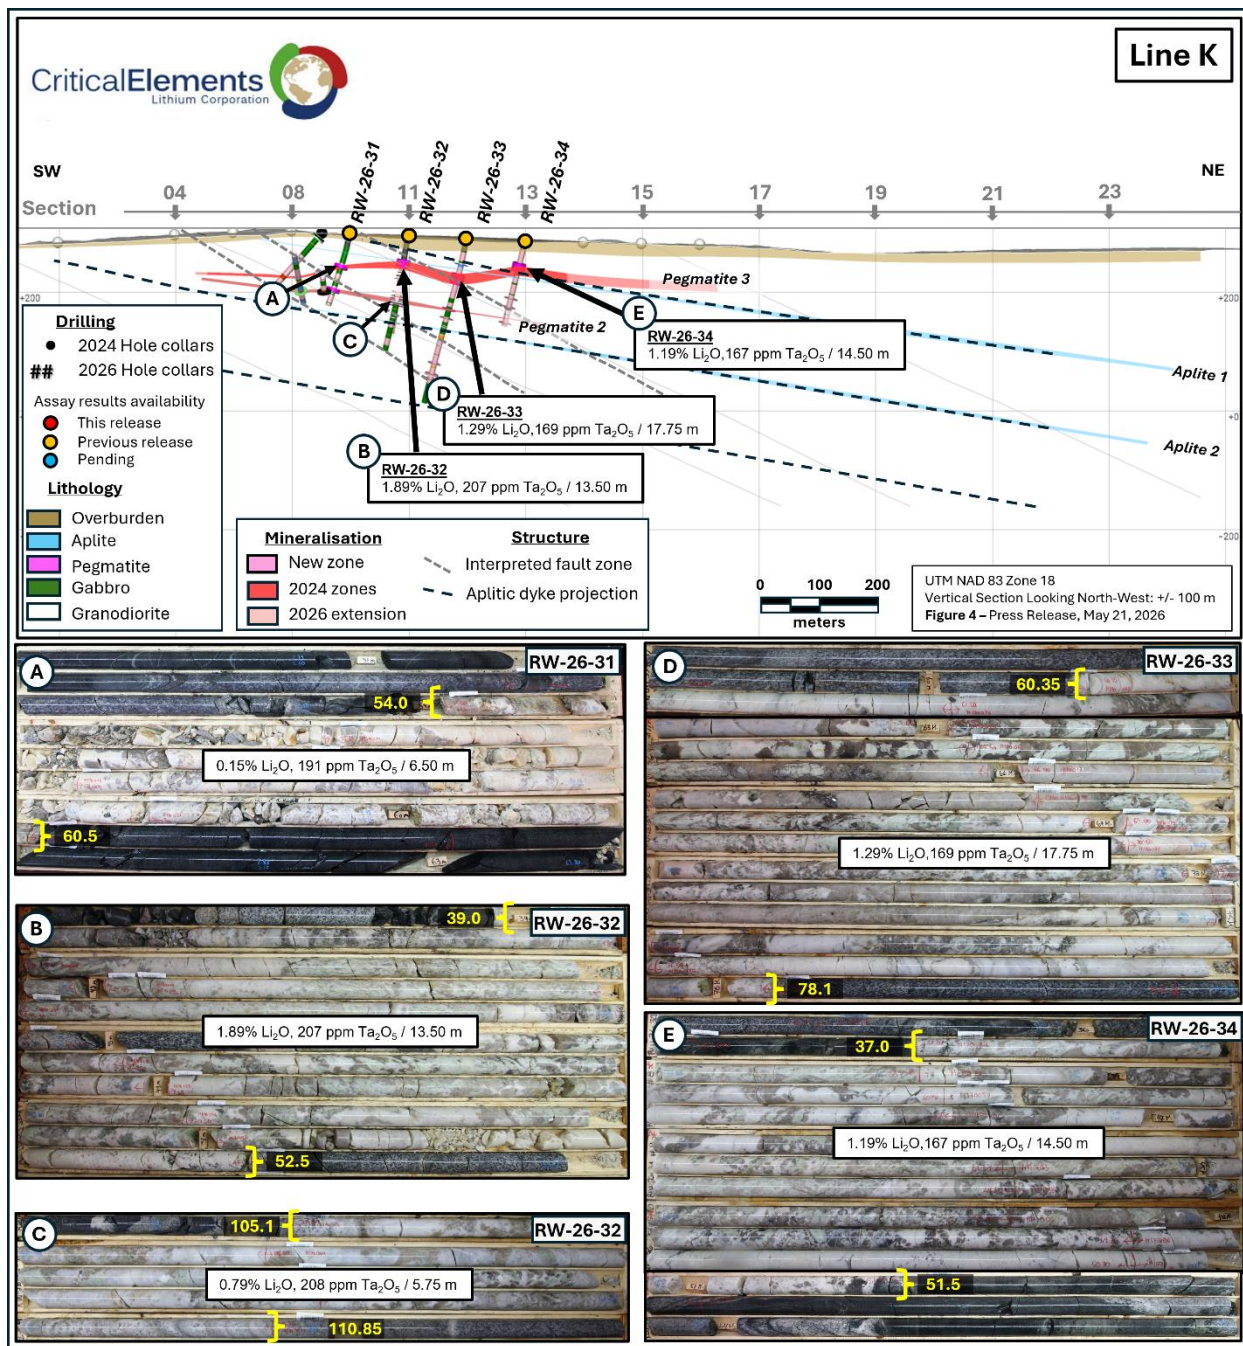 Line K
CriticalElements
Lithium Corporation
RW-26-31
RW-26-32
RW-26-33
RW-26-34
SW
NE
Section
04
08
11
13
15
17
19
21
23
+200
+200
+0
-200
Pegmatite 3
Pegmatite 2
Aplite 1
Aplite 2
A
C
E
RW-26-34
1.19% Li₂O,167 ppm Ta₂O₅ / 14.50 m
D
RW-26-33
1.29% Li₂O,169 ppm Ta₂O₅ / 17.75 m
B
RW-26-32
1.89% Li₂O, 207 ppm Ta₂O₅ / 13.50 m
Drilling
2024 Hole collars
## 2026 Hole collars
Assay results availability
This release
Previous release
Pending
Lithology
Overburden
Aplite
Pegmatite
Gabbro
Granodiorite
Mineralisation
New zone
2024 zones
2026 extension
Structure
Interpreted fault zone
Aplitic dyke projection
0 100 200
meters
UTM NAD 83 Zone 18
Vertical Section Looking North-West: +/- 100 m
Figure 4 – Press Release, May 21, 2026
A
RW-26-31
54.0
0.15% Li₂O, 191 ppm Ta₂O₅ / 6.50 m
60.5
B
39.0
RW-26-32
1.89% Li₂O, 207 ppm Ta₂O₅ / 13.50 m
52.5
C
105.1
RW-26-32
0.79% Li₂O, 208 ppm Ta₂O₅ / 5.75 m
110.85
D
RW-26-33
60.35
1.29% Li₂O,169 ppm Ta₂O₅ / 17.75 m
78.1
E
RW-26-34
37.0
1.19% Li₂O,167 ppm Ta₂O₅ / 14.50 m
51.5